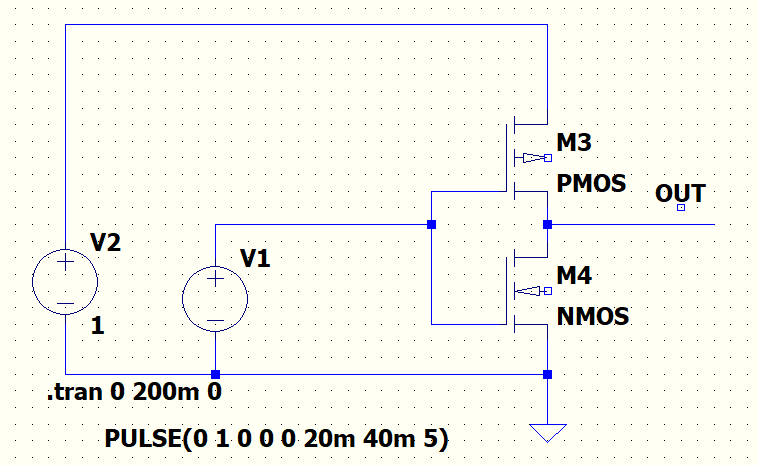 M3
PMOS
OUT
V2
V1
M4
1
NMOS
.tran 0 200m 0
PULSE(0 1 0 0 0 20m 40m 5)